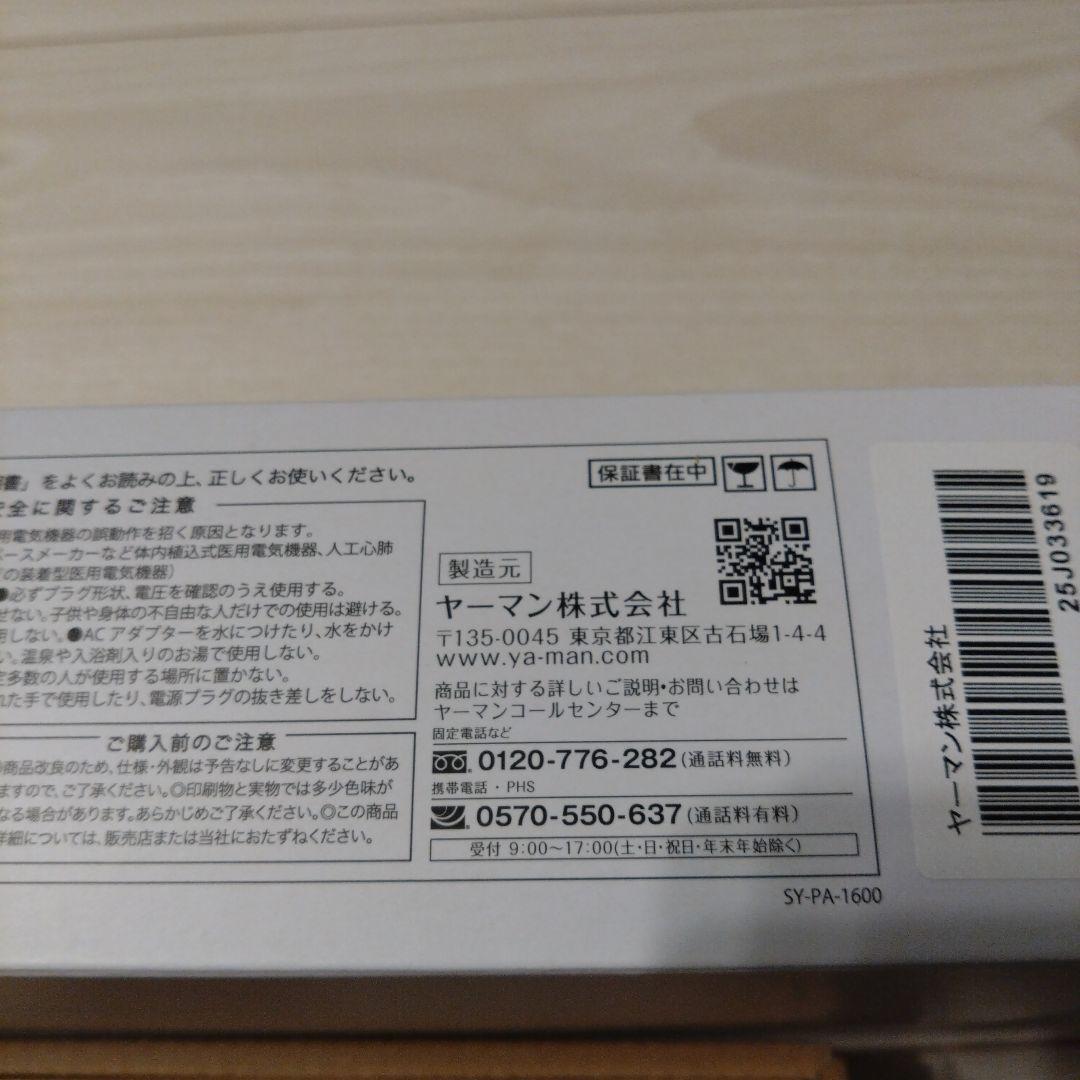 書」をよくお読みの上、正しくお使いください。
安全に関するご注意
用電気機器の誤動作を招く原因となります。
ペースメーカーなど体内植込式医用電気機器、人工心肺
の装着型医用電気機器)
●必ずプラグ形状、電圧を確認のうえ使用する。
せない。子供や身体の不自由な人だけでの使用は避ける。
用しない。●ACアダプターを水につけたり、水をかけ
い。温泉や入浴剤入りのお湯で使用しない。
定多数の人が使用する場所に置かない。
れた手で使用したり、電源プラグの抜き差しをしない。
ご購入前のご注意
◎商品改良のため、仕様・外観は予告なしに変更することがあ
ますので、ご了承ください。◎印刷物と実物では多少色味が
なる場合があります。あらかじめご了承ください。◎この商品
詳細については、販売店または当社におたずねください。
保証書在中
製造元
ヤーマン株式会社
〒135-0045 東京都江東区古石場1-4-4
www.ya-man.com
商品に対する詳しいご説明・お問い合わせは
ヤーマンコールセンターまで
固定電話など
0120-776-282(通話料無料)
携帯電話・PHS
0570-550-637(通話料有料)
受付 9:00〜17:00(土・日・祝日・年末年始除く)
SY-PA-1600
ヤーマン株式会社
25J033619